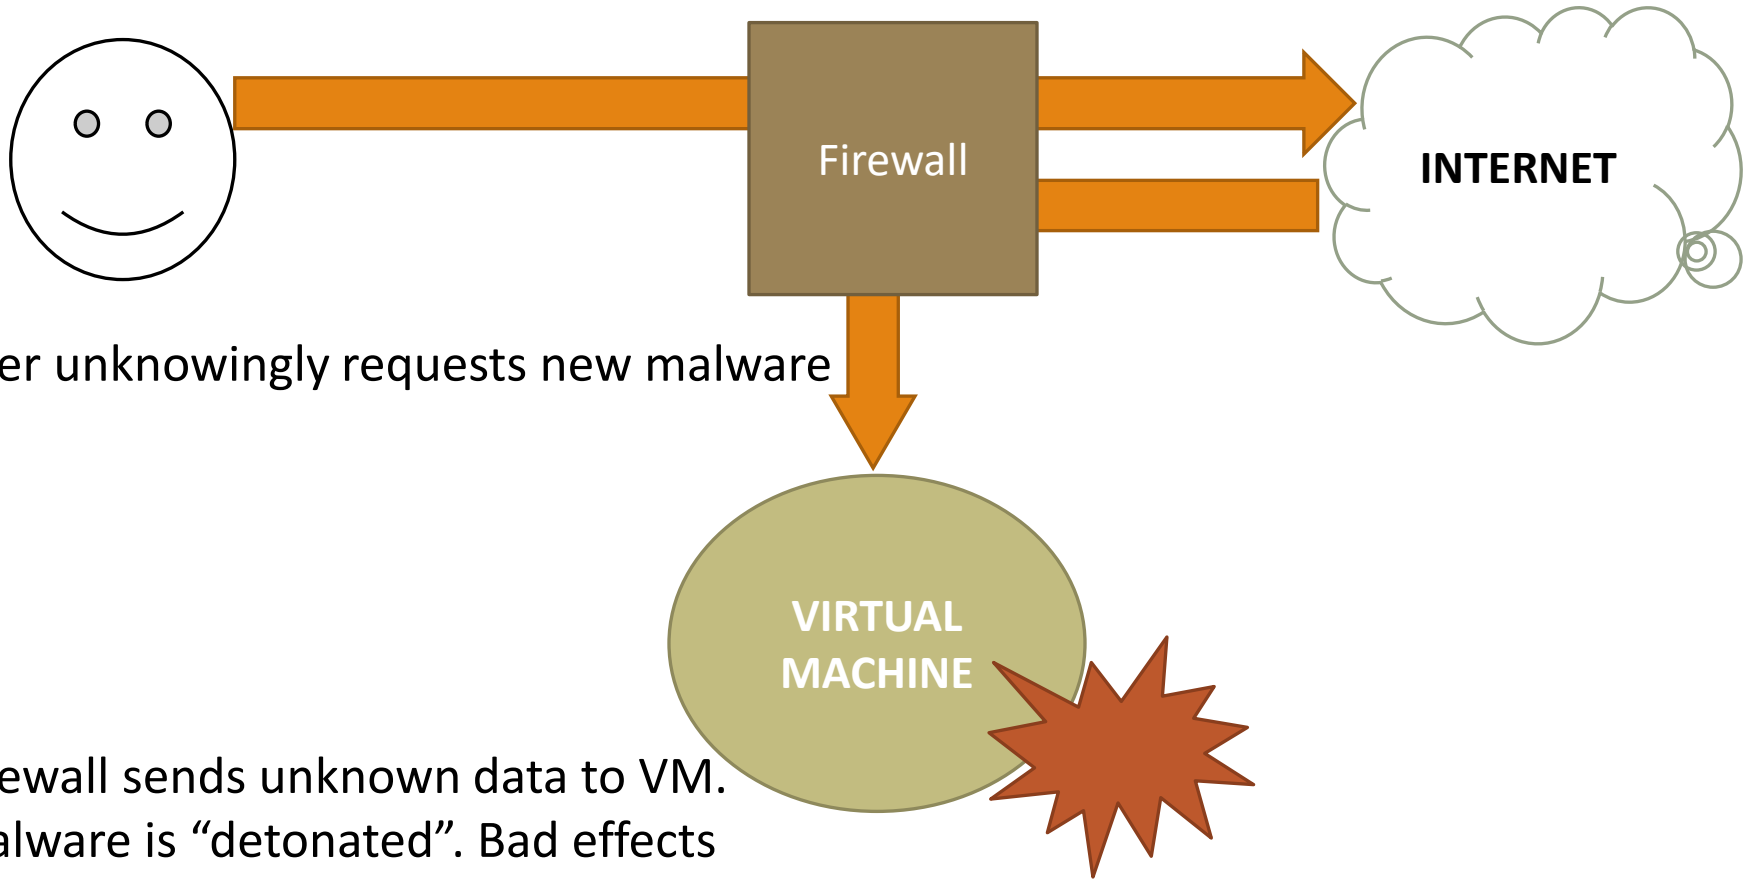 Firewall
INTERNET
er unknowingly requests new malware
VIRTUAL
MACHINE
ewall sends unknown data to VM.
alware is “detonated”. Bad effects